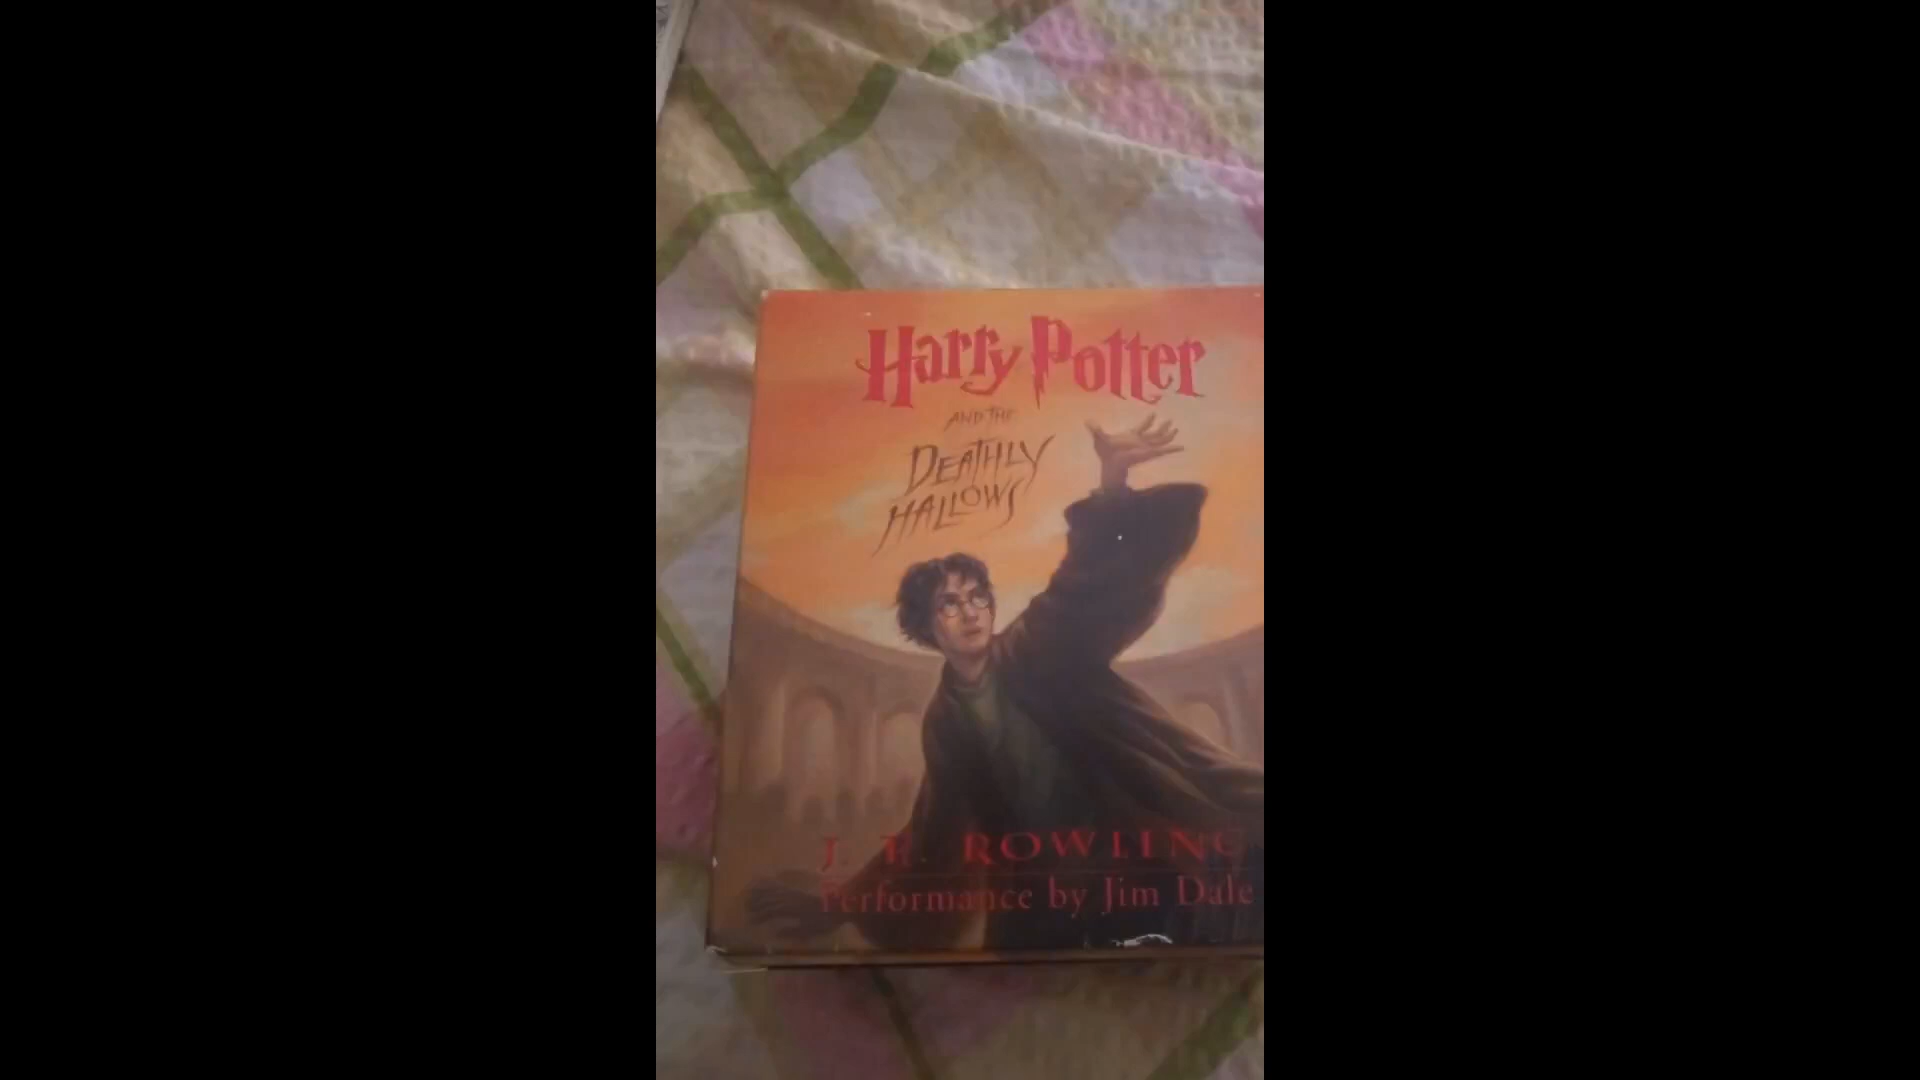 Harry Potter
AND THE
DEATHLY
HALLOWS
J. K. ROWLING
Performance by Jim Dale